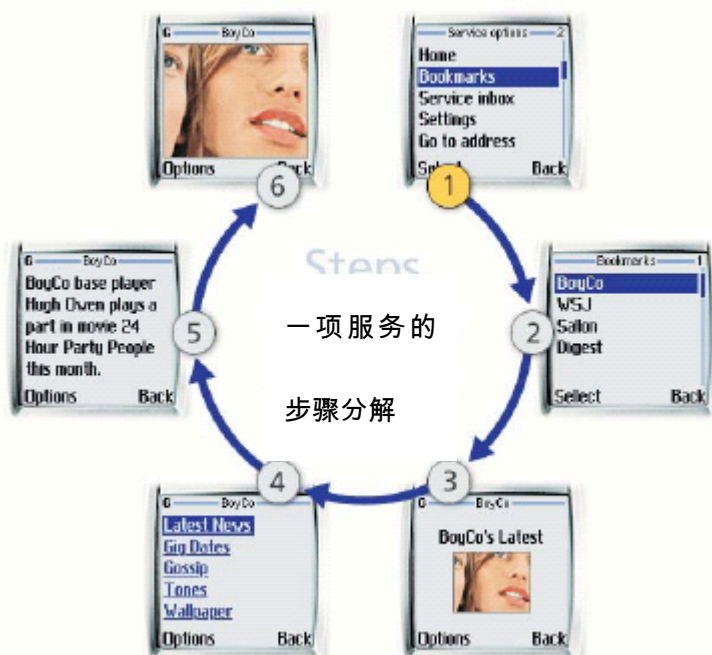 Service options 2
Home
Bookmarks
Service inbox
Settings
Go to address
Select Back
1
Bookmarks 1
BoyCo
WSJ
Salon
Digest
Select Back
2
G BoyCo
BoyCo's Latest
Options Back
3
G BoyCo
Latest News
Gig Dates
Gossip
Tones
Wallpaper
Options Back
4
G BoyCo
BoyCo base player
Hugh Owen plays a
part in movie 24
Hour Party People
this month.
Options Back
5
G BoyCo
Options Back
6
Steps
一项服务的
步骤分解